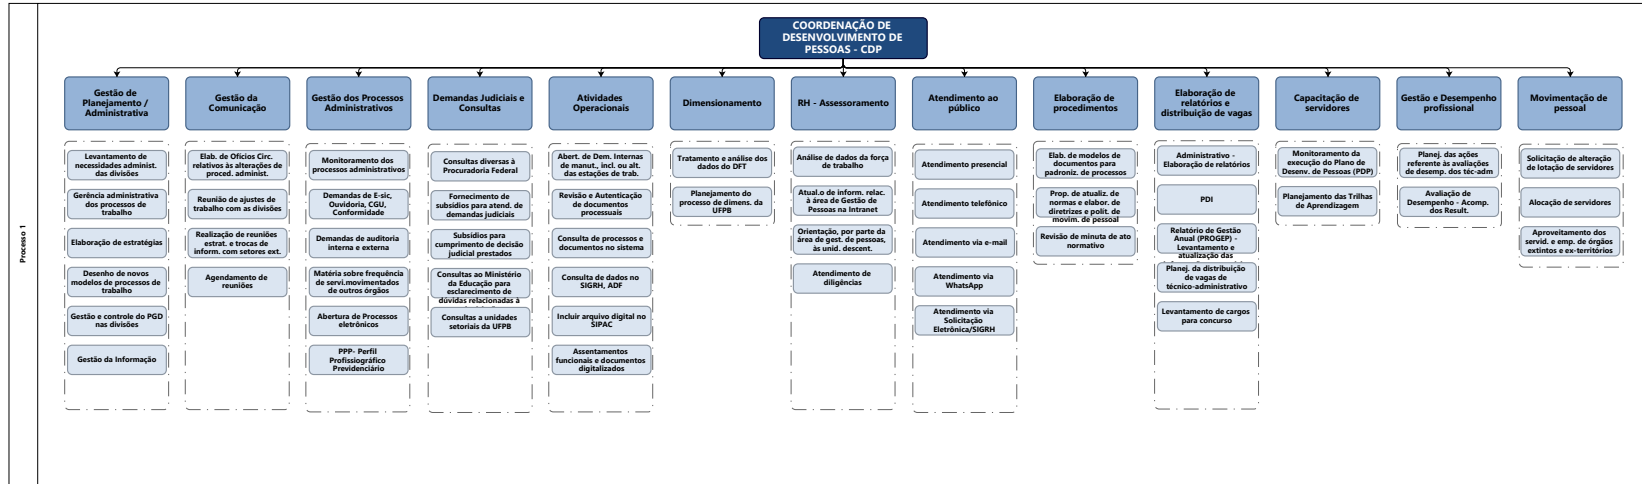 COORDENAÇÃO DE
DESENVOLVIMENTO DE
PESSOAS - CDP
Processo 1
Gestão de
Planejamento /
Administrativa
Levantamento de
necessidades administ.
das divisões
Gerência administrativa
dos processos de
trabalho
Elaboração de estratégias
Desenho de novos
modelos de processos de
trabalho
Gestão e controle do PGD
nas divisões
Gestão da Informação
Gestão da
Comunicação
Elab. de Ofícios Circ.
relativos às alterações de
proced. administ.
Reunião de ajustes de
trabalho com as divisões
Realização de reuniões
estrat. e trocas de
inform. com setores ext.
Agendamento de
reuniões
Gestão dos Processos
Administrativos
Monitoramento dos
processos administrativos
Demandas de E-sic,
Ouvidoria, CGU,
Conformidade
Demandas de auditoria
interna e externa
Matéria sobre frequência
de servi.movimentados
de outros órgãos
Abertura de Processos
eletrônicos
PPP- Perfil
Profissiográfico
Previdenciário
Demandas Judiciais e
Consultas
Consultas diversas à
Procuradoria Federal
Fornecimento de
subsídios para atend. de
demandas judiciais
Subsídios para
cumprimento de decisão
judicial prestados
Consultas ao Ministério
da Educação para
esclarecimento de
dúvidas relacionadas à
Consultas a unidades
setoriais da UFPB
Atividades
Operacionais
Abert. de Dem. Internas
de manut., incl. ou alt.
das estações de trab.
Revisão e Autenticação
de documentos
processuais
Consulta de processos e
documentos no sistema
Consulta de dados no
SIGRH, ADF
Incluir arquivo digital no
SIPAC
Assentamentos
funcionais e documentos
digitalizados
Dimensionamento
Tratamento e análise dos
dados do DFT
Planejamento do
processo de dimens. da
UFPB
RH - Assessoramento
Análise de dados da força
de trabalho
Atual.o de inform. relac.
à área de Gestão de
Pessoas na Intranet
Orientação, por parte da
área de gest. de pessoas,
às unid. descent.
Atendimento de
diligências
Atendimento ao
público
Atendimento presencial
Atendimento telefônico
Atendimento via e-mail
Atendimento via
WhatsApp
Atendimento via
Solicitação
Eletrônica/SIGRH
Elaboração de
procedimentos
Elab. de modelos de
documentos para
padroniz. de processos
Prop. de atualiz. de
normas e elabor. de
diretrizes e polít. de
movim. de pessoal
Revisão de minuta de ato
normativo
Elaboração de
relatórios e
distribuição de vagas
Administrativo -
Elaboração de relatórios
PDI
Relatório de Gestão
Anual (PROGEP) -
Levantamento e
atualização das
Planej. da distribuição
de vagas de
técnico-administrativo
Levantamento de cargos
para concurso
Capacitação de
servidores
Monitoramento da
execução do Plano de
Desenv. de Pessoas (PDP)
Planejamento das Trilhas
de Aprendizagem
Gestão e Desempenho
profissional
Planej. das ações
referente às avaliações
de desemp. dos téc-adm
Avaliação de
Desempenho - Acomp.
dos Result.
Movimentação de
pessoal
Solicitação de alteração
de lotação de servidores
Alocação de servidores
Aproveitamento dos
servid. e emp. de órgãos
extintos e ex-territórios